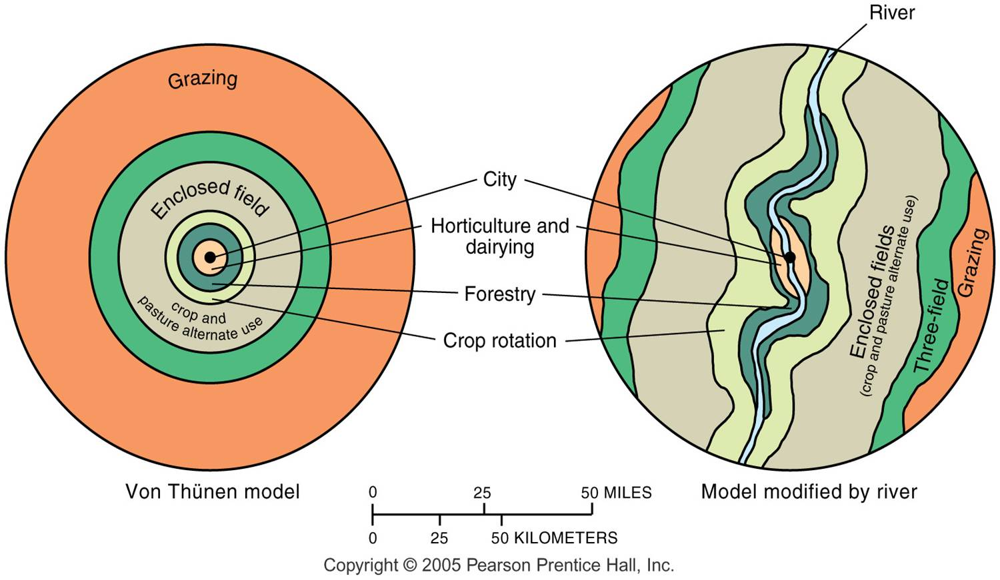 River
Grazing
City
Enclosed field
Horticulture and
dairying
Forestry
crop and
pasture alternate use
Crop rotation
Enclosed fields
(crop and pasture alternate use)
Three-field
Grazing
Von Thünen model
0 25 50 MILES
0 25 50 KILOMETERS
Model modified by river
Copyright © 2005 Pearson Prentice Hall, Inc.